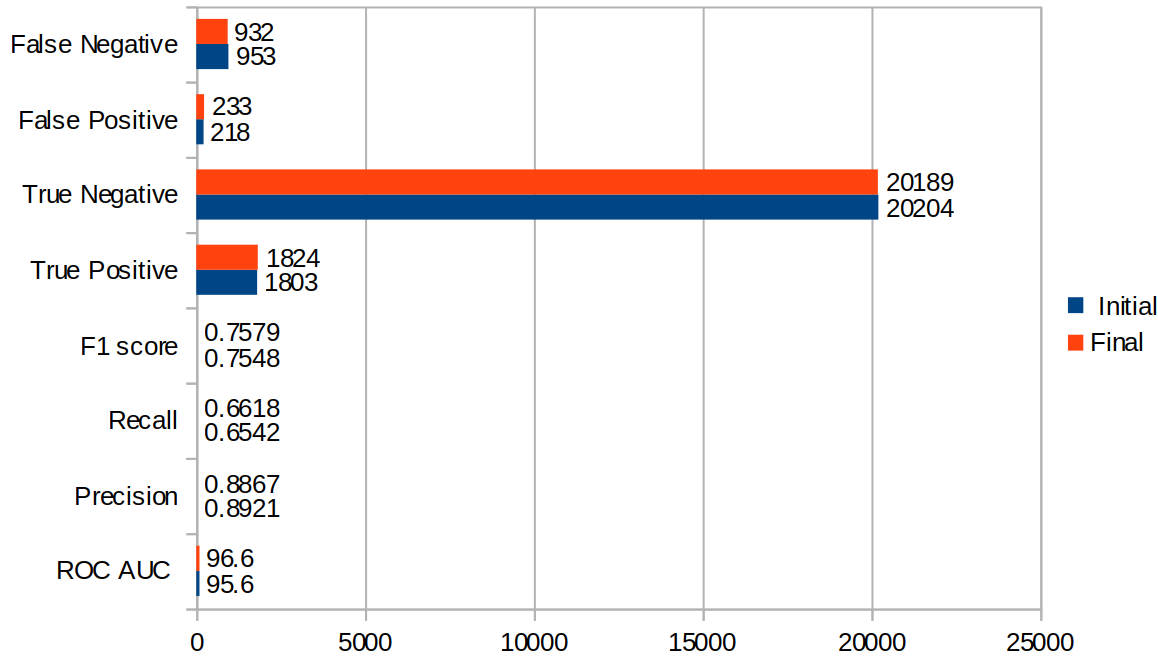 False Negative
932
953
False Positive
233
218
True Negative
20189
20204
True Positive
1824
1803
F1 score
0.7579
0.7548
Recall
0.6618
0.6542
Precision
0.8867
0.8921
ROC AUC
96.6
95.6
0 5000 10000 15000 20000 25000
Initial
Final